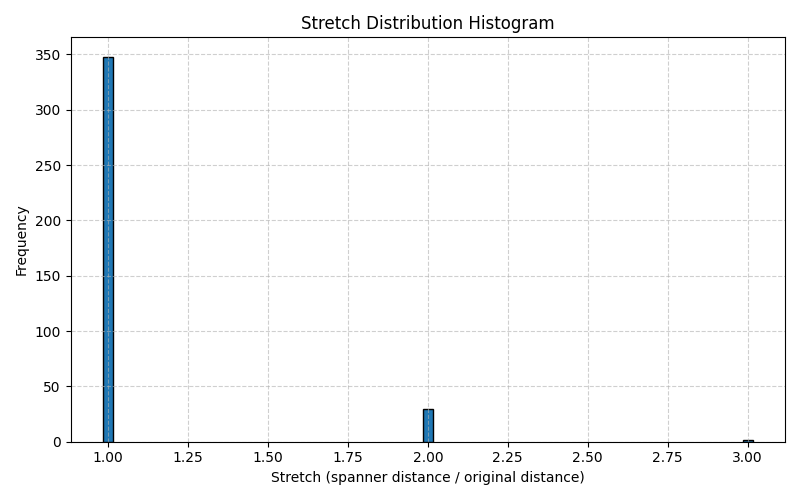 Stretch Distribution Histogram
Frequency
350
300
250
200
150
100
50
0
1.00 1.25 1.50 1.75 2.00 2.25 2.50 2.75 3.00
Stretch (spanner distance / original distance)